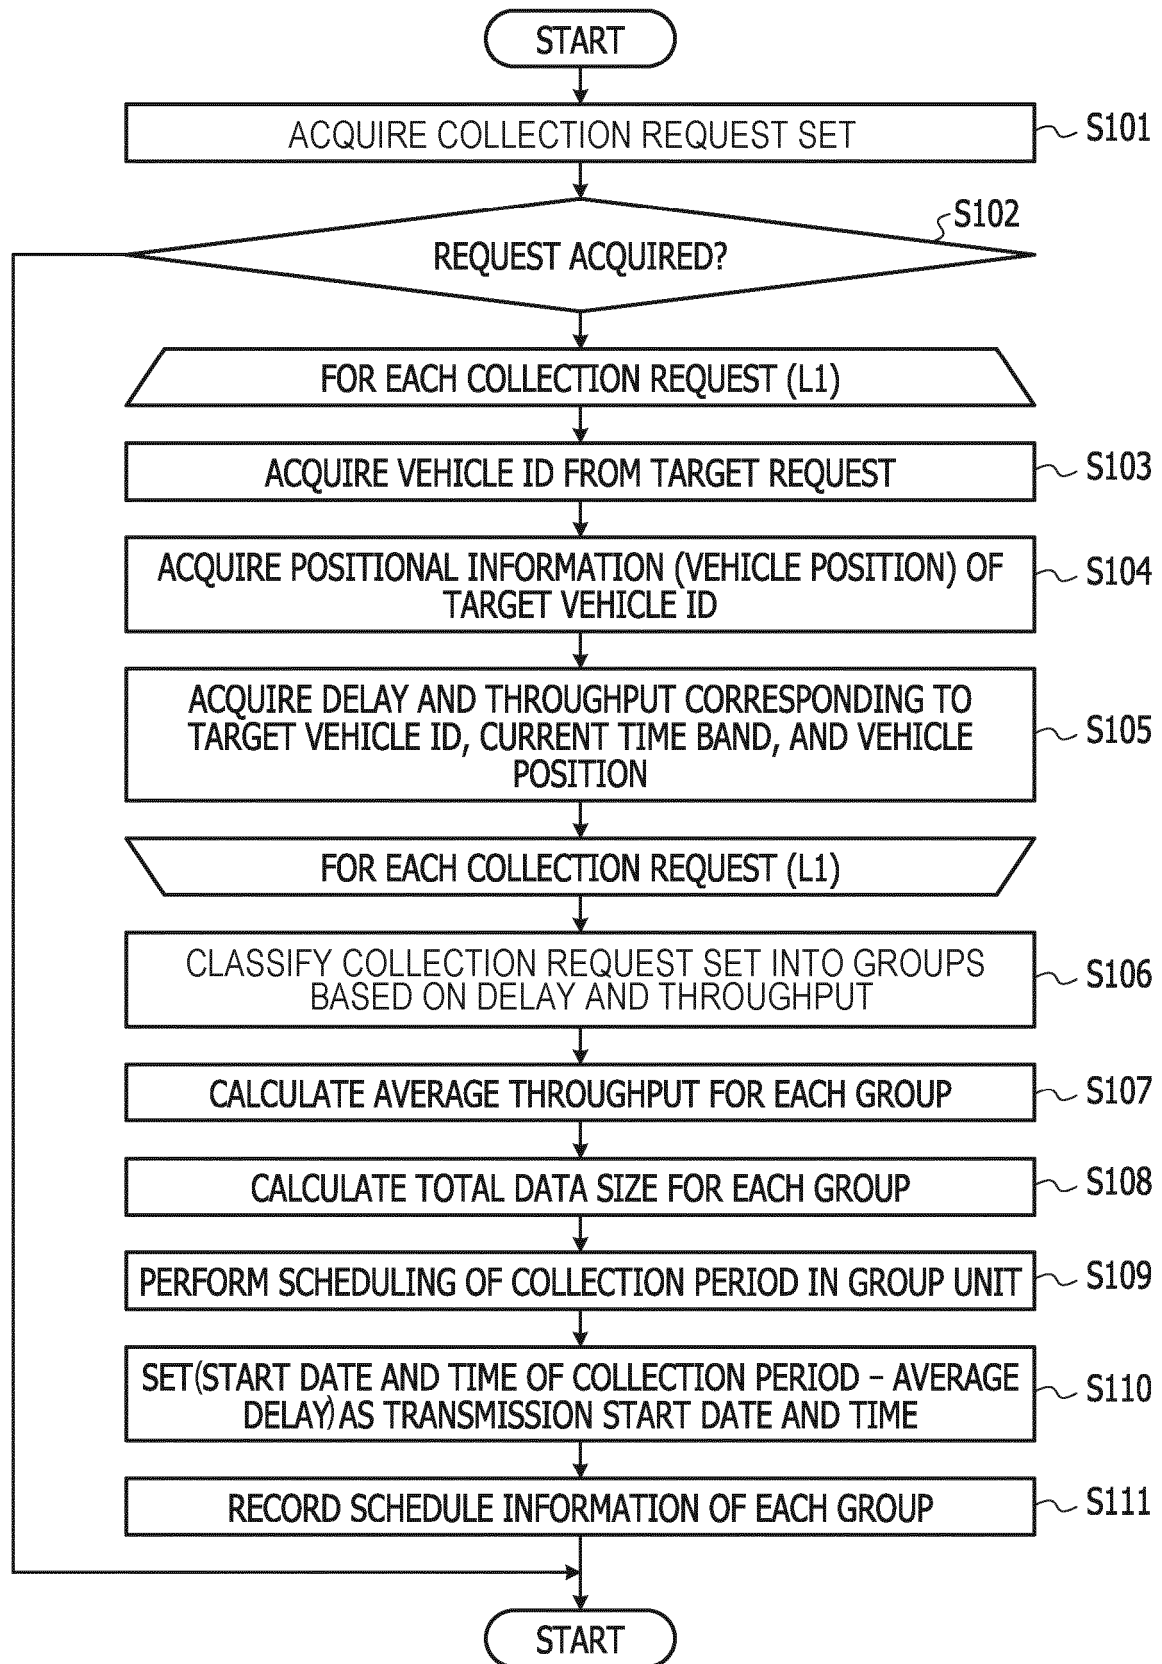 START
ACQUIRE COLLECTION REQUEST SET
S101
S102
REQUEST ACQUIRED?
FOR EACH COLLECTION REQUEST (L1)
ACQUIRE VEHICLE ID FROM TARGET REQUEST
S103
ACQUIRE POSITIONAL INFORMATION (VEHICLE POSITION) OF
TARGET VEHICLE ID
S104
ACQUIRE DELAY AND THROUGHPUT CORRESPONDING TO
TARGET VEHICLE ID, CURRENT TIME BAND, AND VEHICLE
POSITION
S105
FOR EACH COLLECTION REQUEST (L1)
CLASSIFY COLLECTION REQUEST SET INTO GROUPS
BASED ON DELAY AND THROUGHPUT
S106
CALCULATE AVERAGE THROUGHPUT FOR EACH GROUP
S107
CALCULATE TOTAL DATA SIZE FOR EACH GROUP
S108
PERFORM SCHEDULING OF COLLECTION PERIOD IN GROUP UNIT
S109
SET(START DATE AND TIME OF COLLECTION PERIOD – AVERAGE
DELAY)AS TRANSMISSION START DATE AND TIME
S110
RECORD SCHEDULE INFORMATION OF EACH GROUP
S111
START